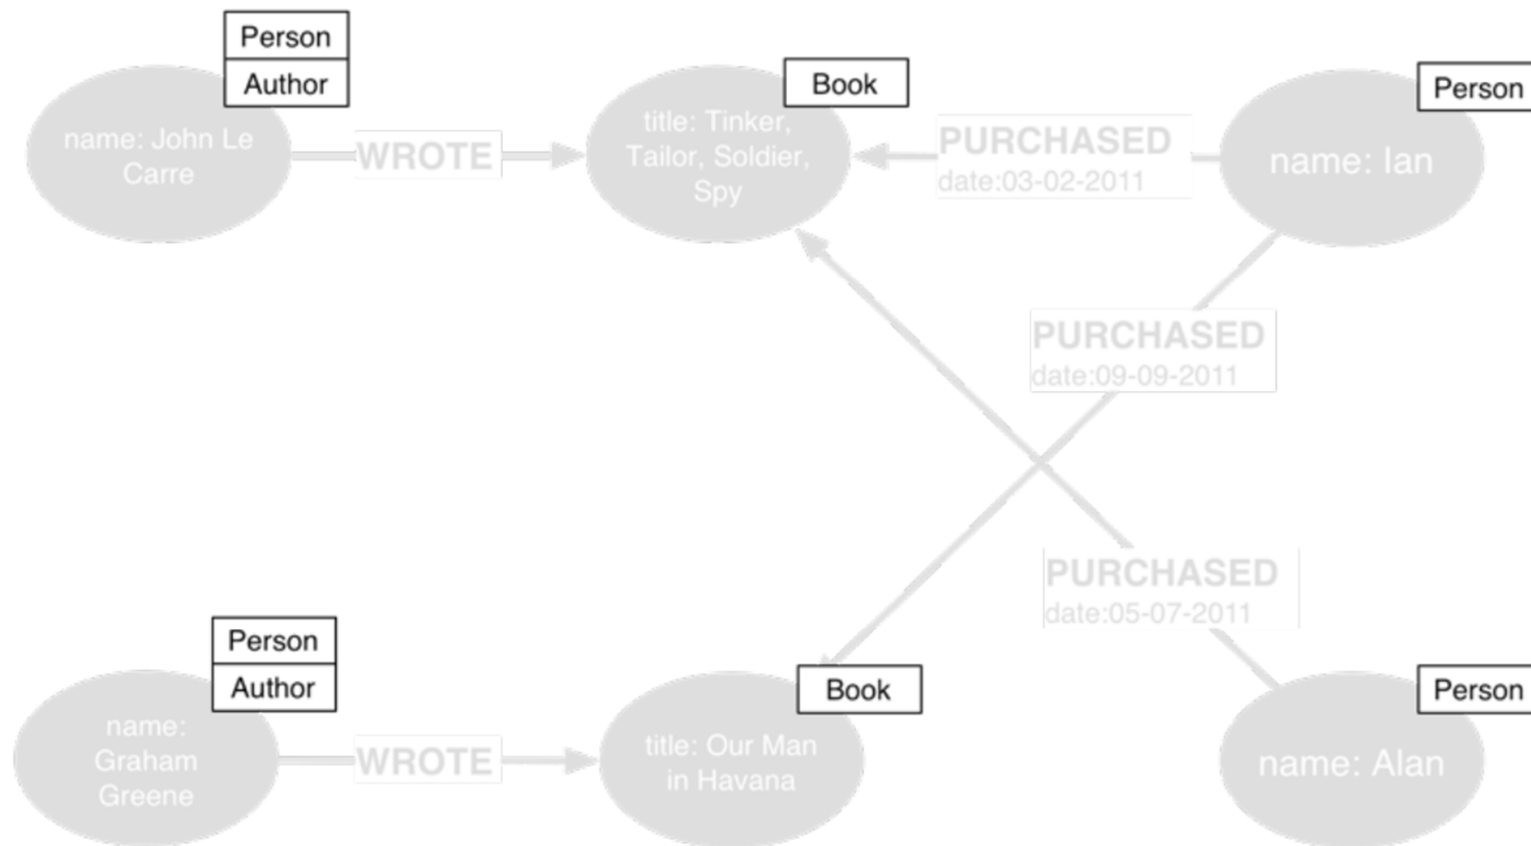 Person
Author
name: John Le
Carre
WROTE
Book
title: Tinker,
Tailor, Soldier,
Spy
PURCHASED
date:03-02-2011
Person
name: Ian
PURCHASED
date:09-09-2011
PURCHASED
date:05-07-2011
Person
Author
name:
Graham
Greene
WROTE
Book
title: Our Man
in Havana
Person
name: Alan